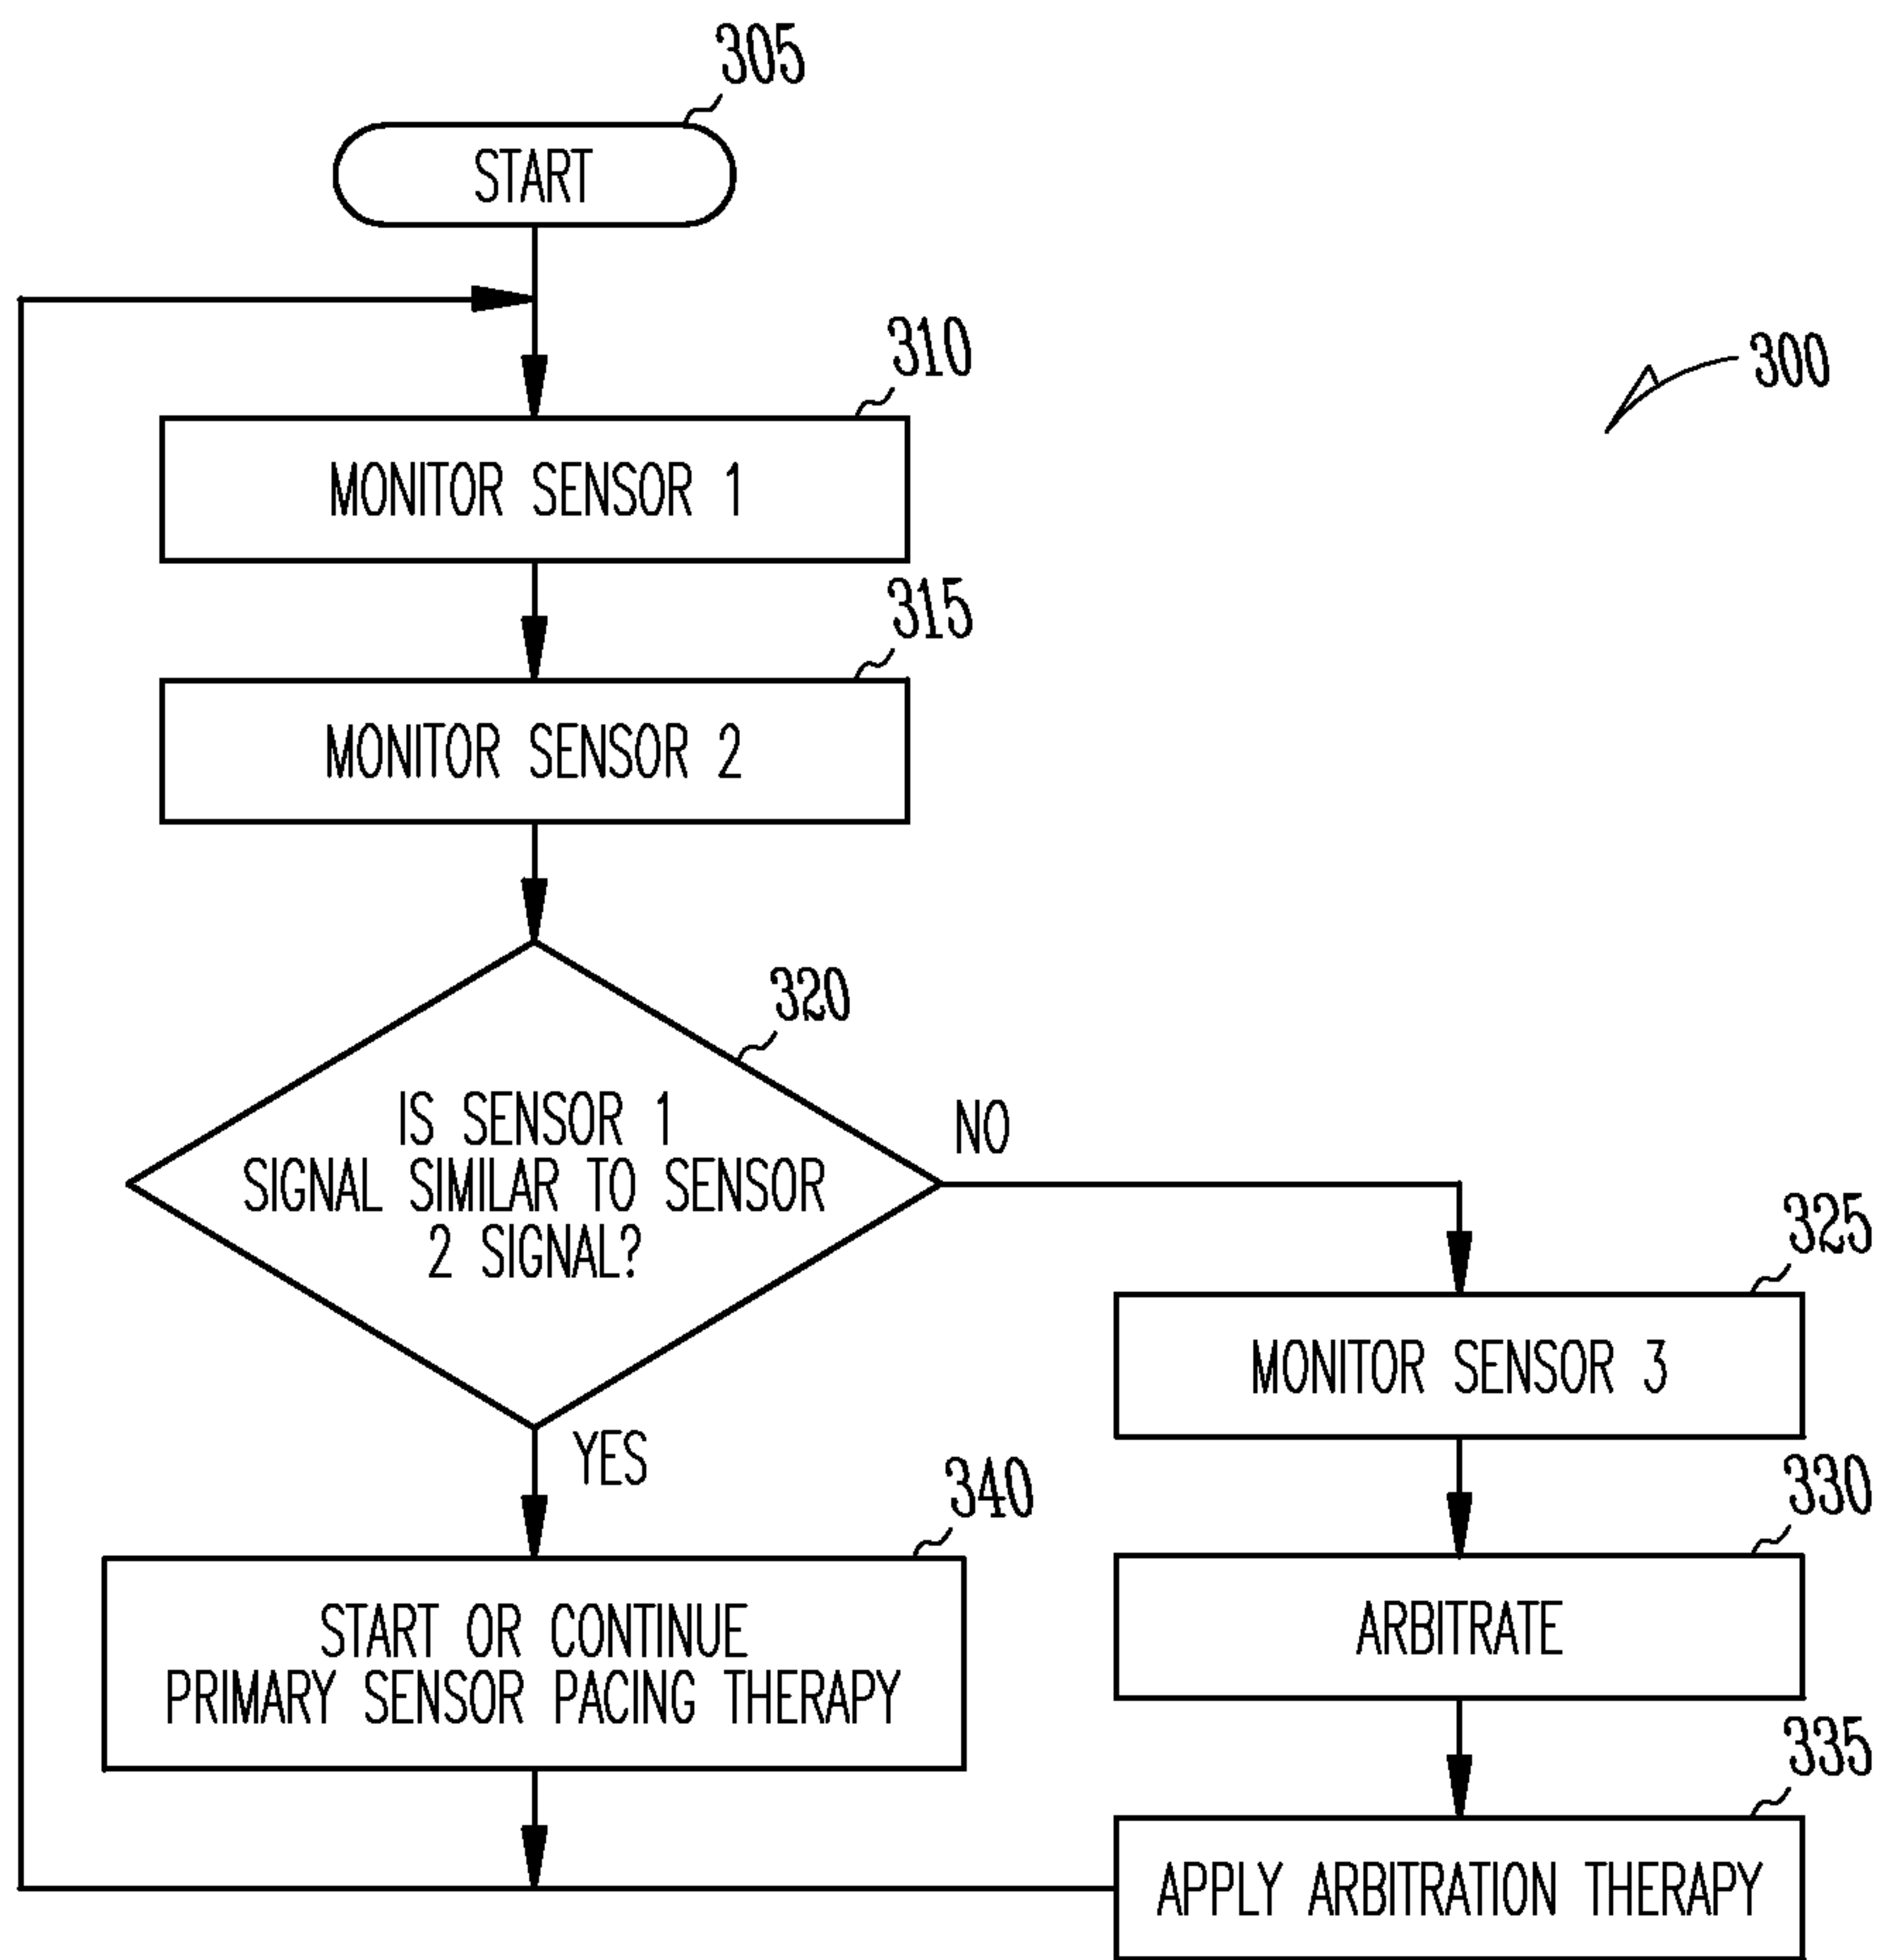 305
START
310
300
MONITOR SENSOR 1
315
MONITOR SENSOR 2
320
IS SENSOR 1
SIGNAL SIMILAR TO SENSOR
2 SIGNAL?
NO
YES
325
MONITOR SENSOR 3
340
START OR CONTINUE
PRIMARY SENSOR PACING THERAPY
330
ARBITRATE
335
APPLY ARBITRATION THERAPY